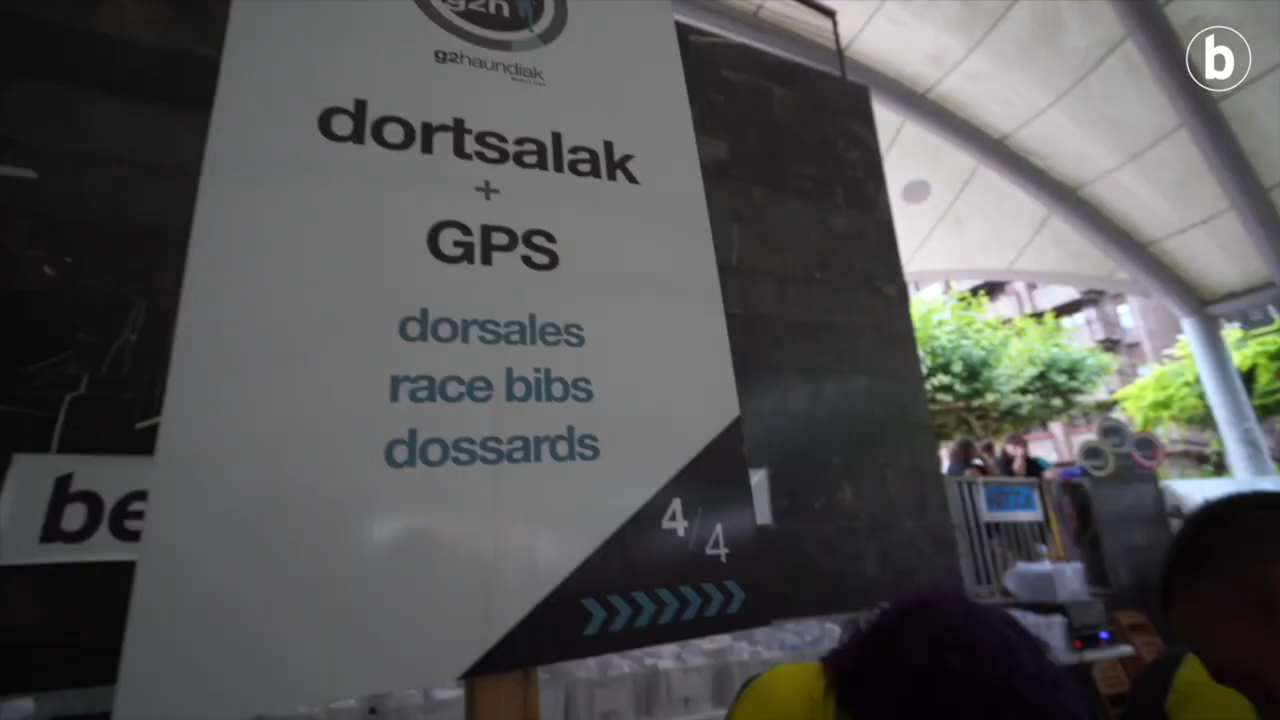 g2h
g2haundiak
dortsalak
+
GPS
dorsales
race bibs
dossards
4/4
be
b